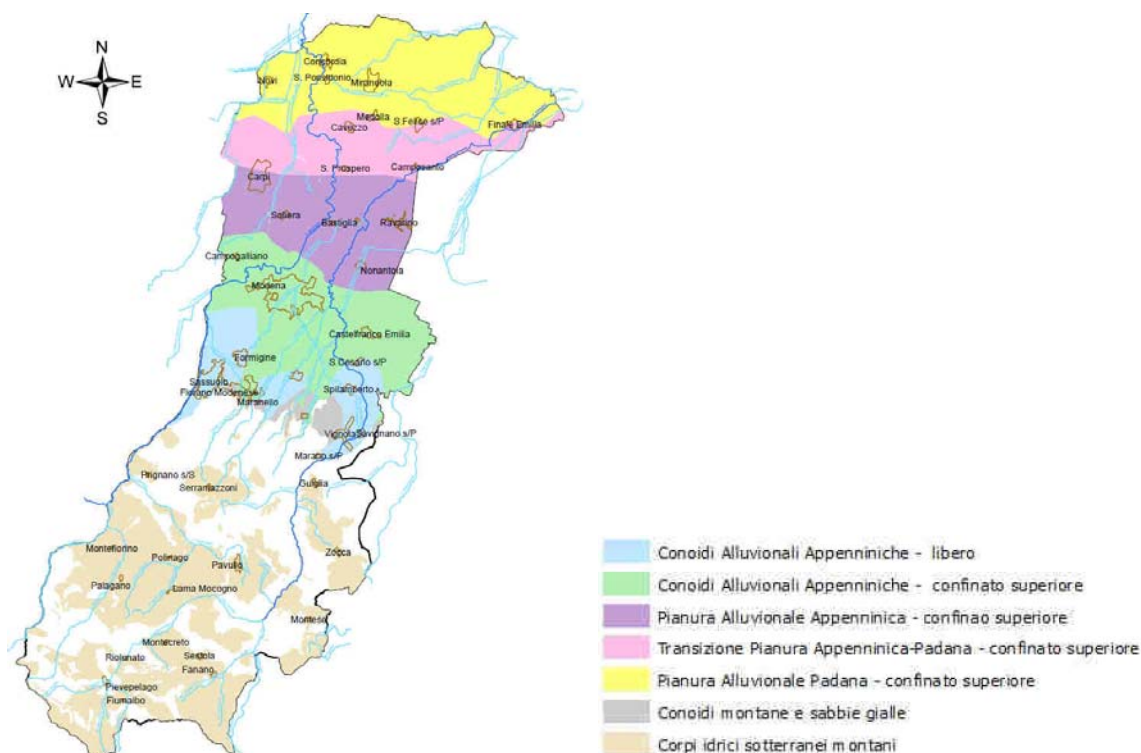 N
W E
S
Concordia
Novi
S. Possidonio
Mirandola
Medolla
S.Felice s/P
Cavezzo
Finale Emilia
S. Prospero
Camposanto
Carpi
Soliera
Bastiglia
Ravarino
Campogalliano
Nonantola
Modena
Castelfranco Emilia
Formigine
S.Cesario s/P
Sassuolo
Fiorano Modenese
Spilamberto
Maranello
Vignola
Savignano s/P
Marano s/P
Prignano s/S
Serramazzoni
Guiglia
Montefiorino
Polinago
Pavullo
Zocca
Palagano
Lama Mocogno
Montese
Montecreto
Riolunato
Sestola
Fanano
Pievepelago
Fiumalbo
Conoidi Alluvionali Appenniniche - libero
Conoidi Alluvionali Appenniniche - confinato superiore
Pianura Alluvionale Appenninica - confinao superiore
Transizione Pianura Appenninica-Padana - confinato superiore
Pianura Alluvionale Padana - confinato superiore
Conoidi montane e sabbie gialle
Corpi idrici sotterranei montani